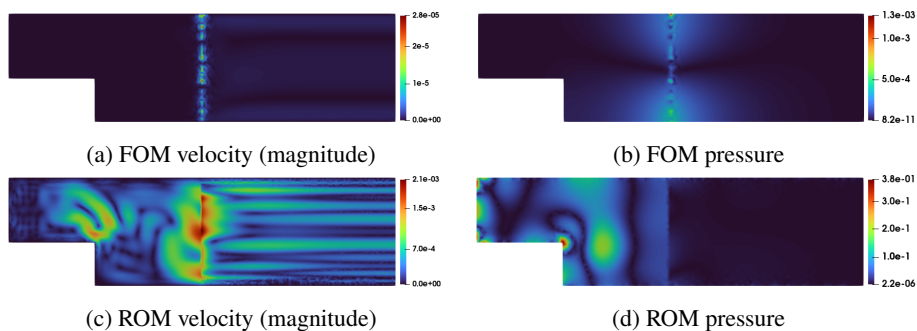 2.8e-05
2e-5
1e-5
0.0e+00
1.3e-03
1.0e-3
5.0e-4
8.2e-11
(a) FOM velocity (magnitude)
(b) FOM pressure
2.1e-03
1.5e-3
7.0e-4
0.0e+00
3.8e-01
3.0e-1
2.0e-1
1.0e-1
2.2e-06
(c) ROM velocity (magnitude)
(d) ROM pressure